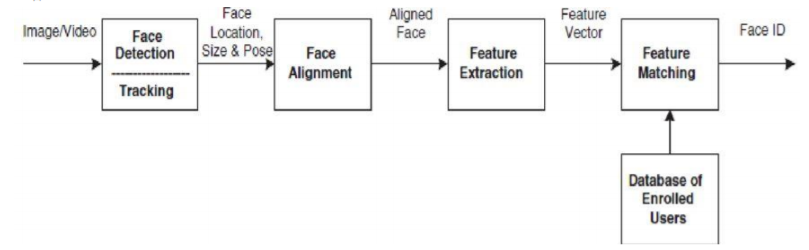 Image/Video
Face
Detection
Tracking
Face
Location,
Size & Pose
Face
Alignment
Aligned
Face
Feature
Extraction
Feature
Vector
Feature
Matching
Face ID
Database of
Enrolled
Users